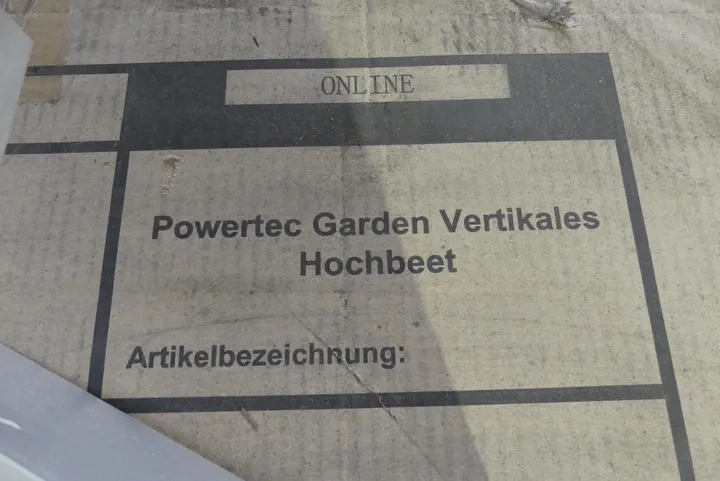 ONLINE
Powertec Garden Vertikales
Hochbeet
Artikelbezeichnung: